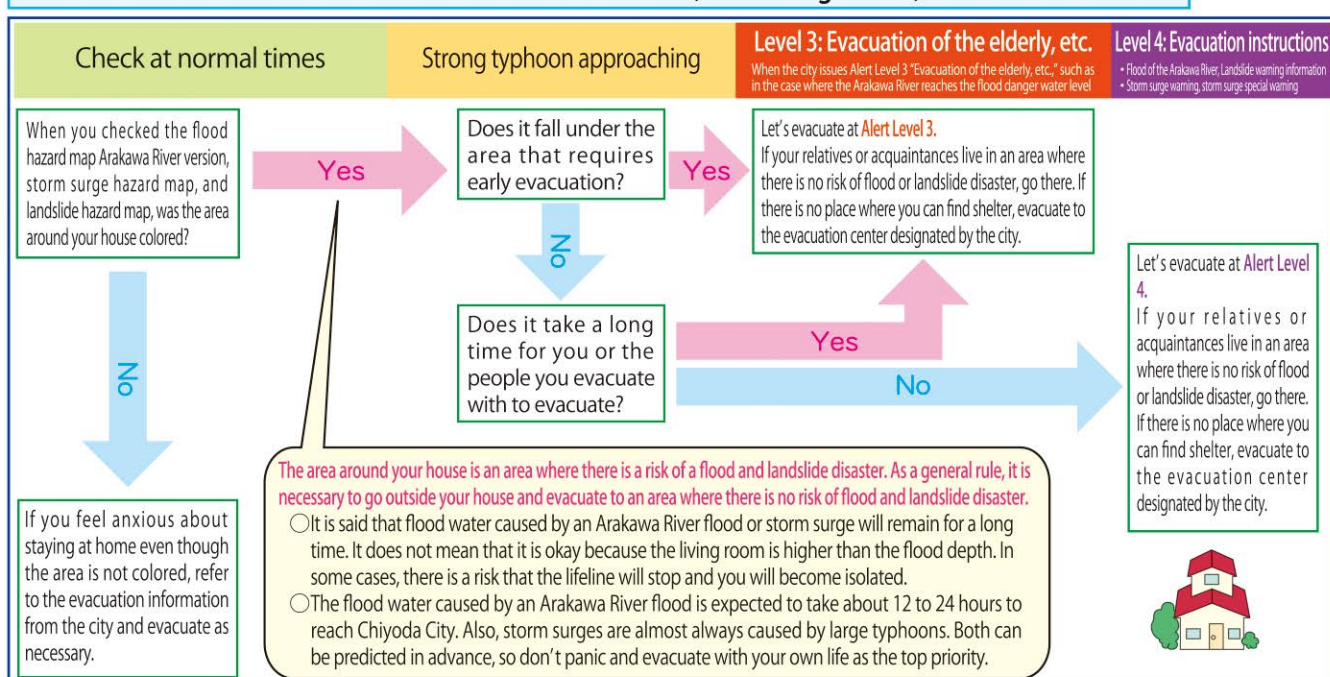 Check at normal times
Strong typhoon approaching
Level 3: Evacuation of the elderly, etc.
When the city issues Alert Level 3 "Evacuation of the elderly, etc.," such as
in the case where the Arakawa River reaches the flood danger water level
Level 4: Evacuation instructions
• Flood of the Arakawa River, Landslide warning information
• Storm surge warning, storm surge special warning
When you checked the flood
hazard map Arakawa River version,
storm surge hazard map, and
landslide hazard map, was the area
around your house colored?
Yes
Does it fall under the
area that requires
early evacuation?
Yes
Let's evacuate at Alert Level 3.
If your relatives or acquaintances live in an area where
there is no risk of flood or landslide disaster, go there. If
there is no place where you can find shelter, evacuate to
the evacuation center designated by the city.
No
No
Does it take a long
time for you or the
people you evacuate
with to evacuate?
Yes
No
Let's evacuate at Alert Level
4.
If your relatives or
acquaintances live in an area
where there is no risk of flood
or landslide disaster, go there.
If there is no place where you
can find shelter, evacuate to
the evacuation center
designated by the city.
The area around your house is an area where there is a risk of a flood and landslide disaster. As a general rule, it is
necessary to go outside your house and evacuate to an area where there is no risk of flood and landslide disaster.
○It is said that flood water caused by an Arakawa River flood or storm surge will remain for a long
time. It does not mean that it is okay because the living room is higher than the flood depth. In
some cases, there is a risk that the lifeline will stop and you will become isolated.
○The flood water caused by an Arakawa River flood is expected to take about 12 to 24 hours to
reach Chiyoda City. Also, storm surges are almost always caused by large typhoons. Both can
be predicted in advance, so don't panic and evacuate with your own life as the top priority.
If you feel anxious about
staying at home even though
the area is not colored, refer
to the evacuation information
from the city and evacuate as
necessary.